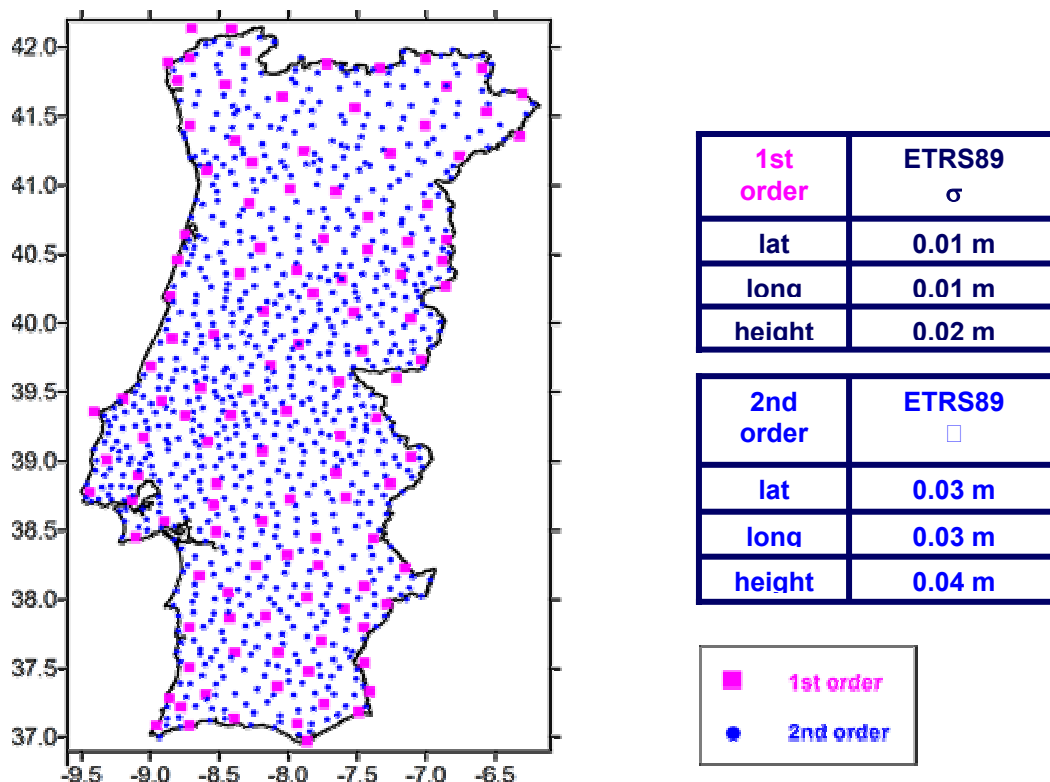 42.0
41.5
41.0
40.5
40.0
39.5
39.0
38.5
38.0
37.5
37.0
-9.5 -9.0 -8.5 -8.0 -7.5 -7.0 -6.5
1st order ETRS89 σ
lat 0.01 m
long 0.01 m
height 0.02 m
2nd order ETRS89 □
lat 0.03 m
long 0.03 m
height 0.04 m
1st order
2nd order